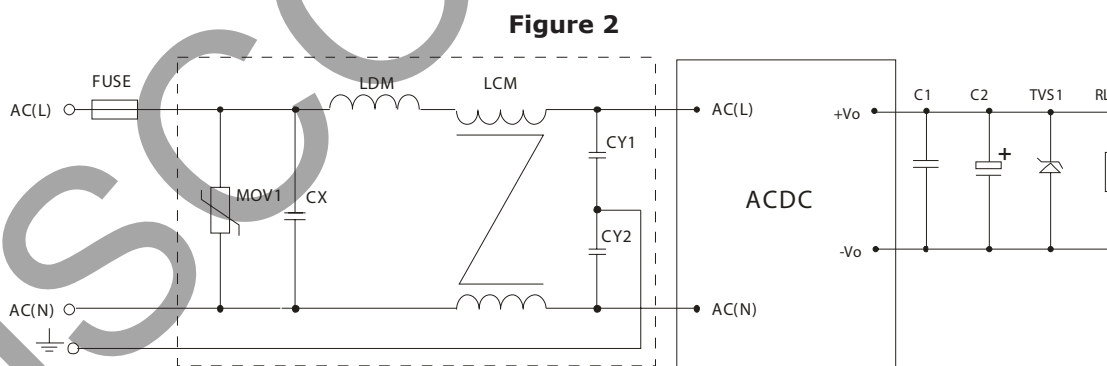 Figure 2
FUSE
LDM
LCM
C1
C2
TVS1
RL
AC(L)
AC(L)
+Vo
CY1
+
MOV1
CX
ACDC
CY2
-Vo
AC(N)
AC(N)